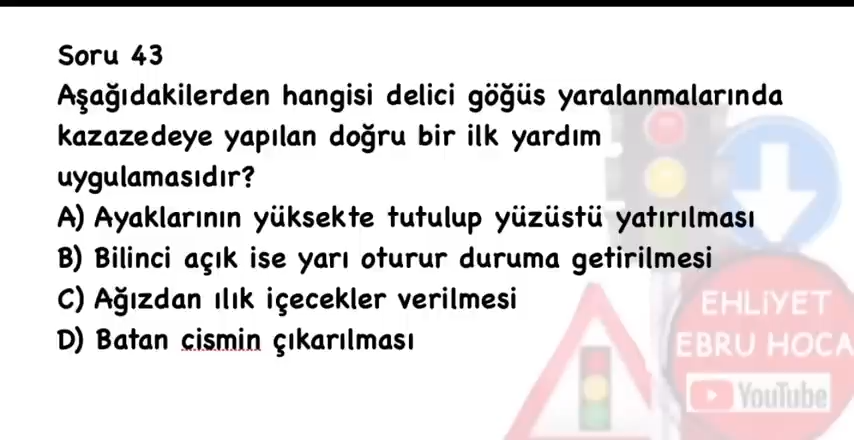 Soru 43
Aşağıdakilerden hangisi delici göğüs yaralanmalarında
kazazedeye yapılan doğru bir ilk yardım
uygulamasıdır?
A) Ayaklarının yüksekte tutulup yüzüstü yatırılması
B) Bilinci açık ise yarı oturur duruma getirilmesi
C) Ağızdan ılık içecekler verilmesi
D) Batan cismin çıkarılması
EHLİYET
EBRU HOCA
YouTube